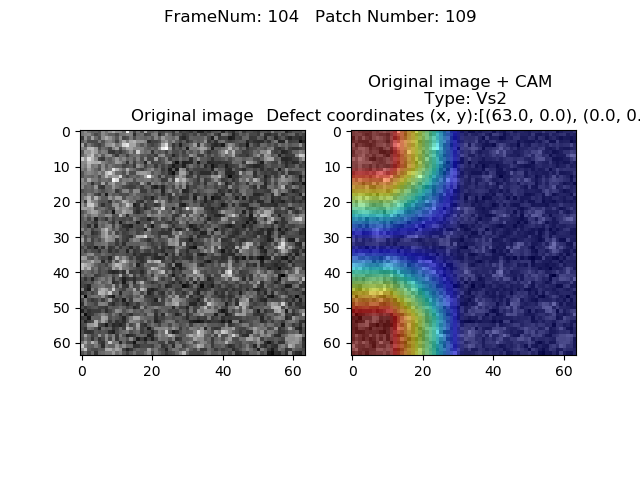 FrameNum: 104   Patch Number: 109
Original image + CAM
Type: Vs2
Original image
Defect coordinates (x, y):[(63.0, 0.0), (0.0, 0.
0
10
20
30
40
50
60
0 20 40 60
0
10
20
30
40
50
60
0 20 40 60